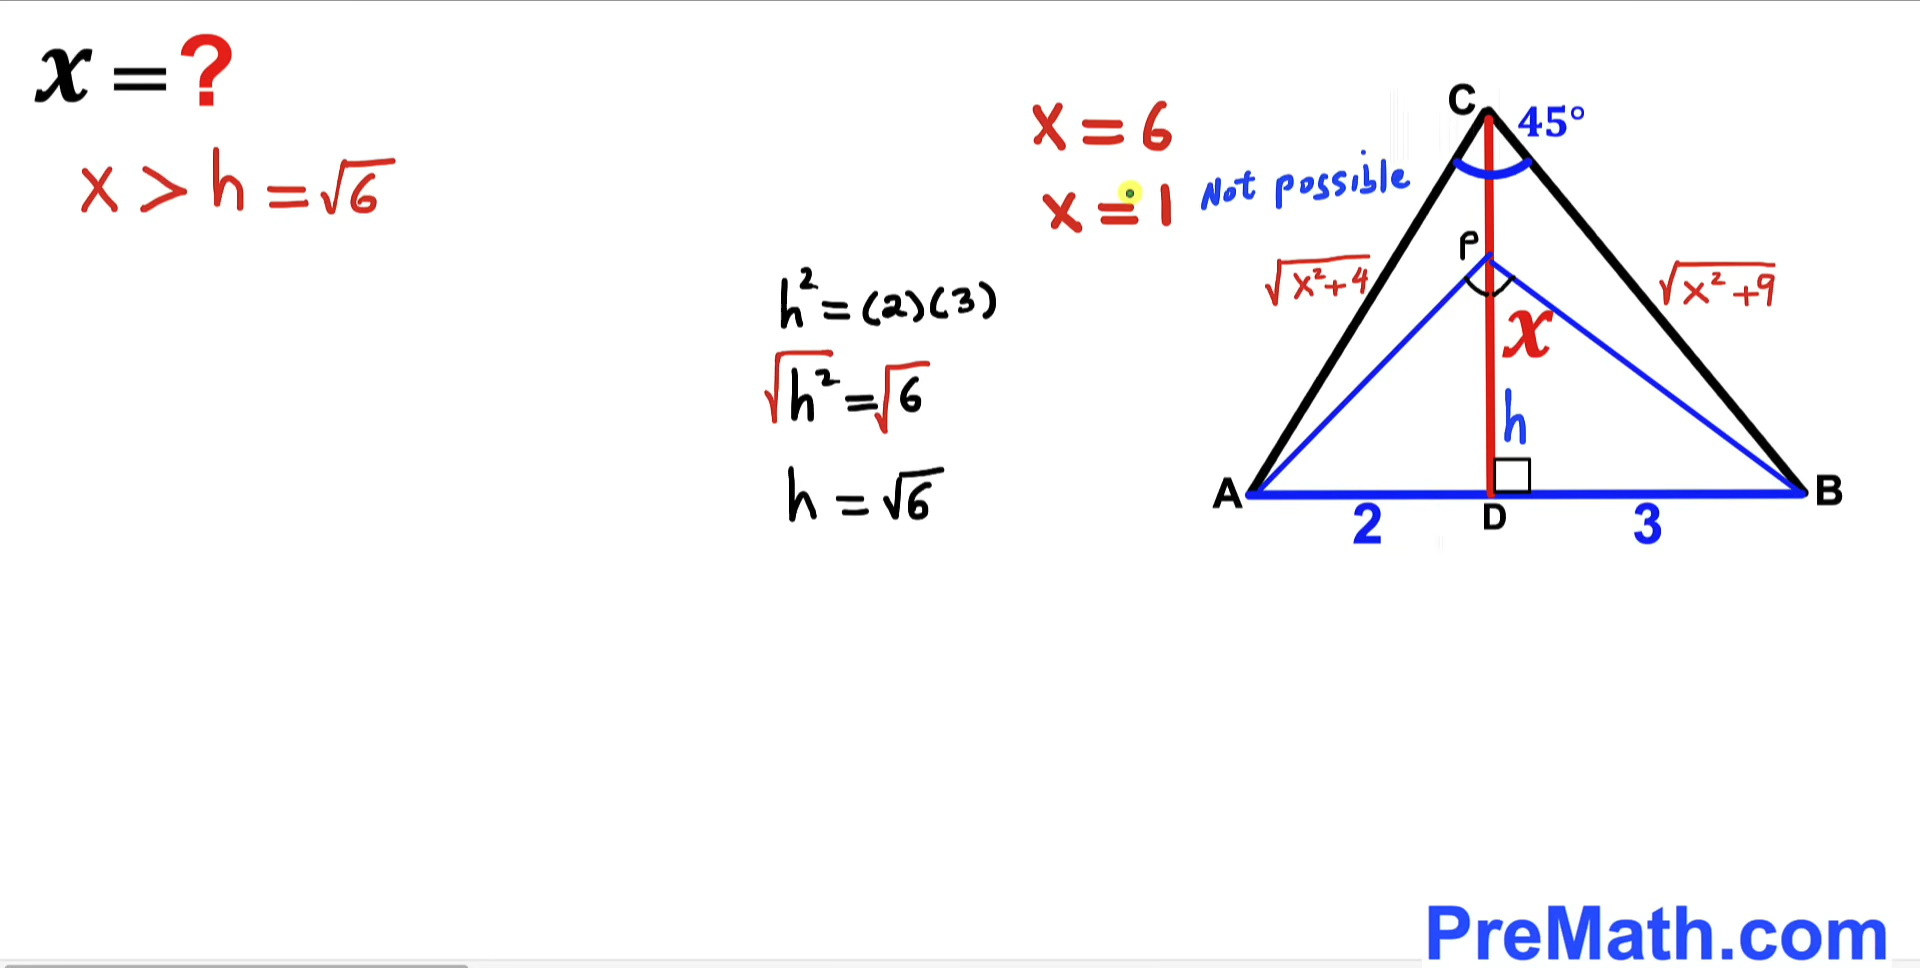 x = ?
x > h = √6
x = 6
x = 1 Not possible
h² = (2)(3)
√h² = √6
h = √6
C
45°
P
√x² + 4
√x² + 9
x
h
A
B
2
D
3
PreMath.com